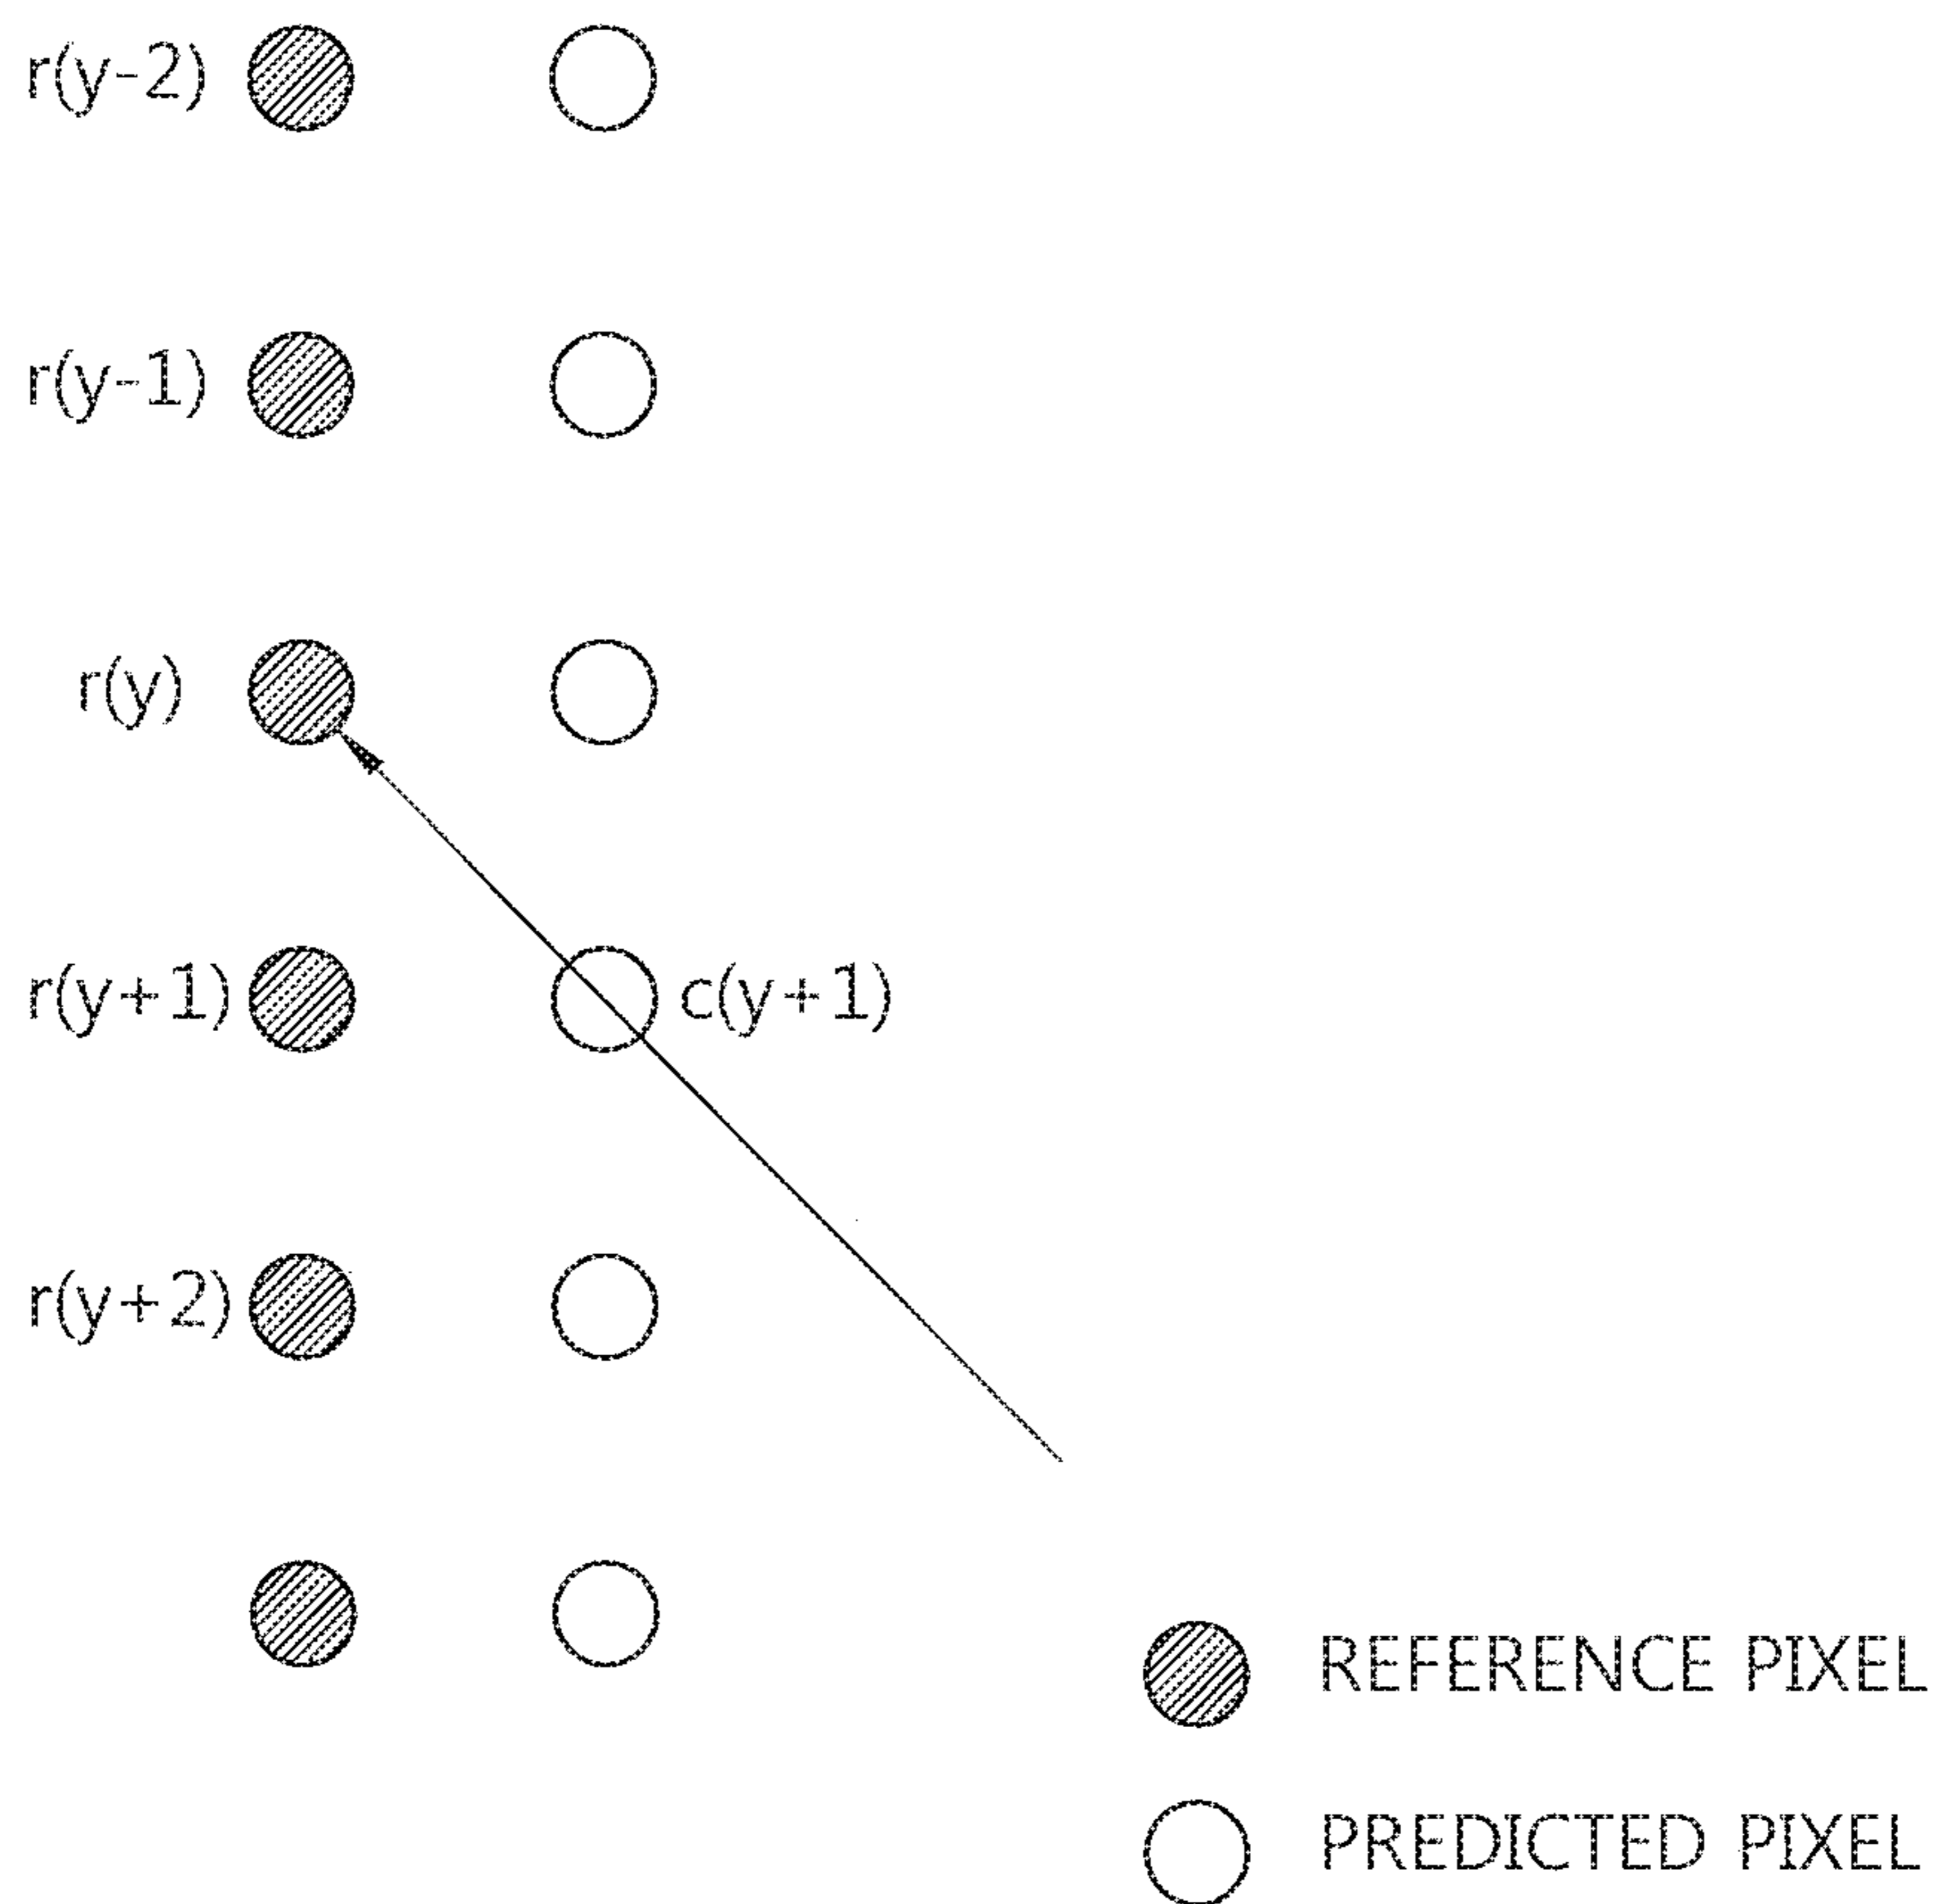 r(y-2)
r(y-1)
r(y)
r(y+1)
c(y+1)
r(y+2)
REFERENCE PIXEL
PREDICTED PIXEL